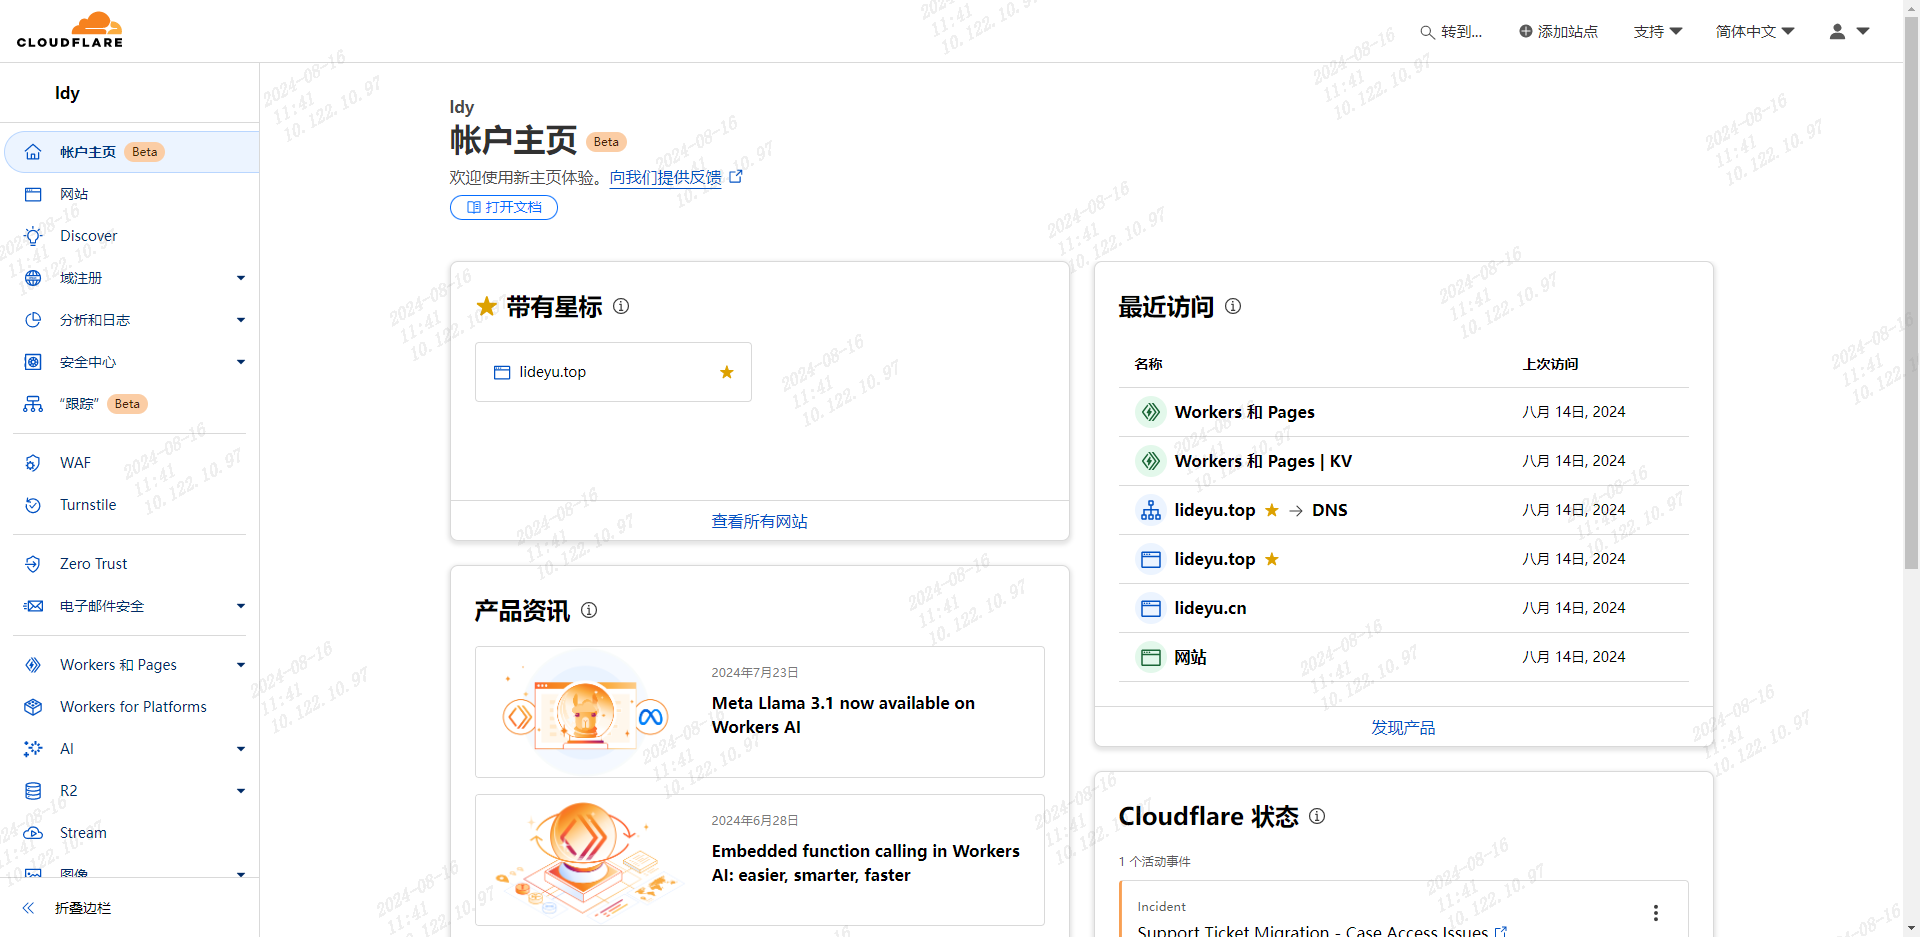 CLOUDFLARE
转到...
添加站点
支持
简体中文
ldy
帐户主页 Beta
网站
Discover
域注册
分析和日志
安全中心
“跟踪” Beta
WAF
Turnstile
Zero Trust
电子邮件安全
Workers 和 Pages
Workers for Platforms
AI
R2
Stream
图像
折叠边栏
ldy
帐户主页 Beta
欢迎使用新主页体验。向我们提供反馈
打开文档
带有星标
lideyu.top
查看所有网站
产品资讯
2024年7月23日
Meta Llama 3.1 now available on
Workers AI
2024年6月28日
Embedded function calling in Workers
AI: easier, smarter, faster
最近访问
名称 上次访问
Workers 和 Pages 八月 14日, 2024
Workers 和 Pages | KV 八月 14日, 2024
lideyu.top → DNS 八月 14日, 2024
lideyu.top 八月 14日, 2024
lideyu.cn 八月 14日, 2024
网站 八月 14日, 2024
发现产品
Cloudflare 状态
1 个活动事件
Incident
Support Ticket Migration - Case Access Issues
2024-08-16
11:41
10.122.10.97